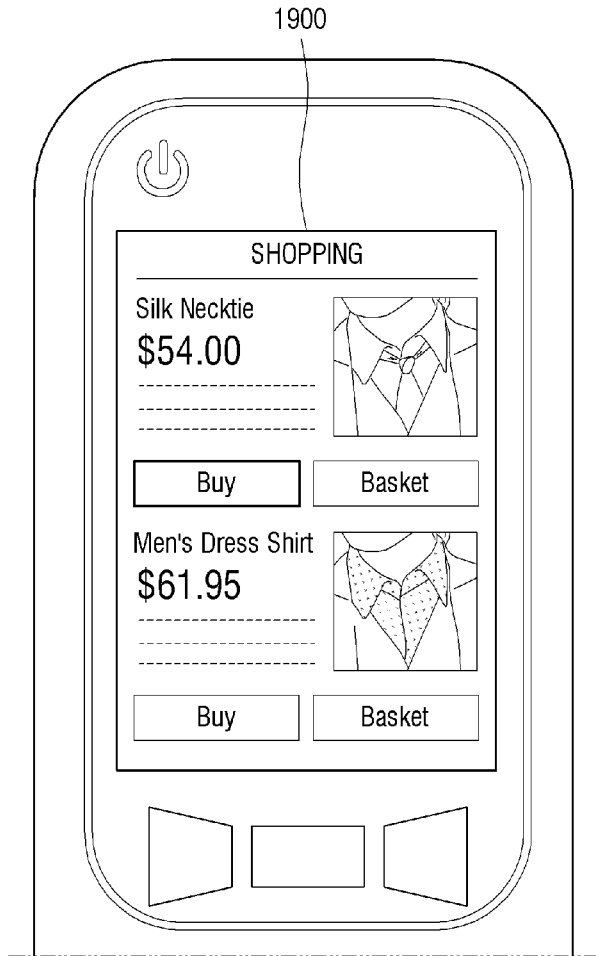 1900
SHOPPING
Silk Necktie
$54.00
Buy
Basket
Men's Dress Shirt
$61.95
Buy
Basket